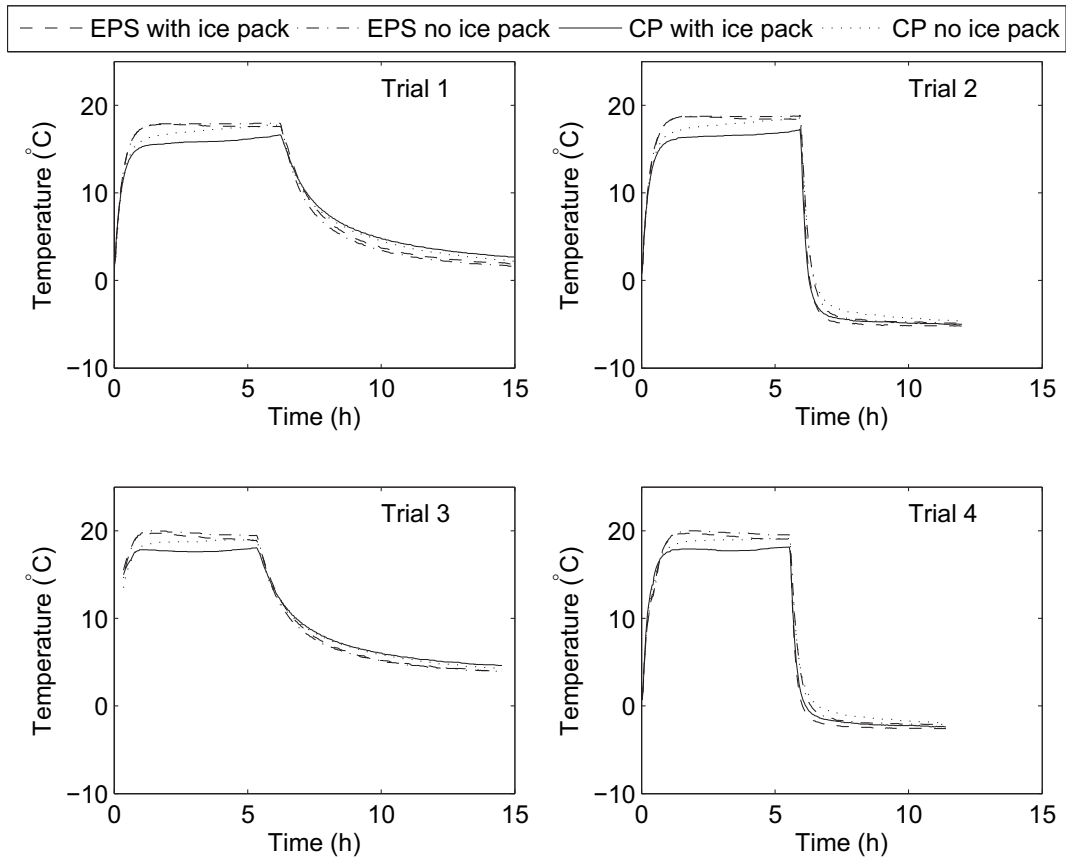 EPS with ice pack EPS no ice pack CP with ice pack CP no ice pack
Trial 1
20
10
0
−10
0 5 10 15
Temperature (°C)
Time (h)
Trial 2
20
10
0
−10
0 5 10 15
Temperature (°C)
Time (h)
Trial 3
20
10
0
−10
0 5 10 15
Temperature (°C)
Time (h)
Trial 4
20
10
0
−10
0 5 10 15
Temperature (°C)
Time (h)